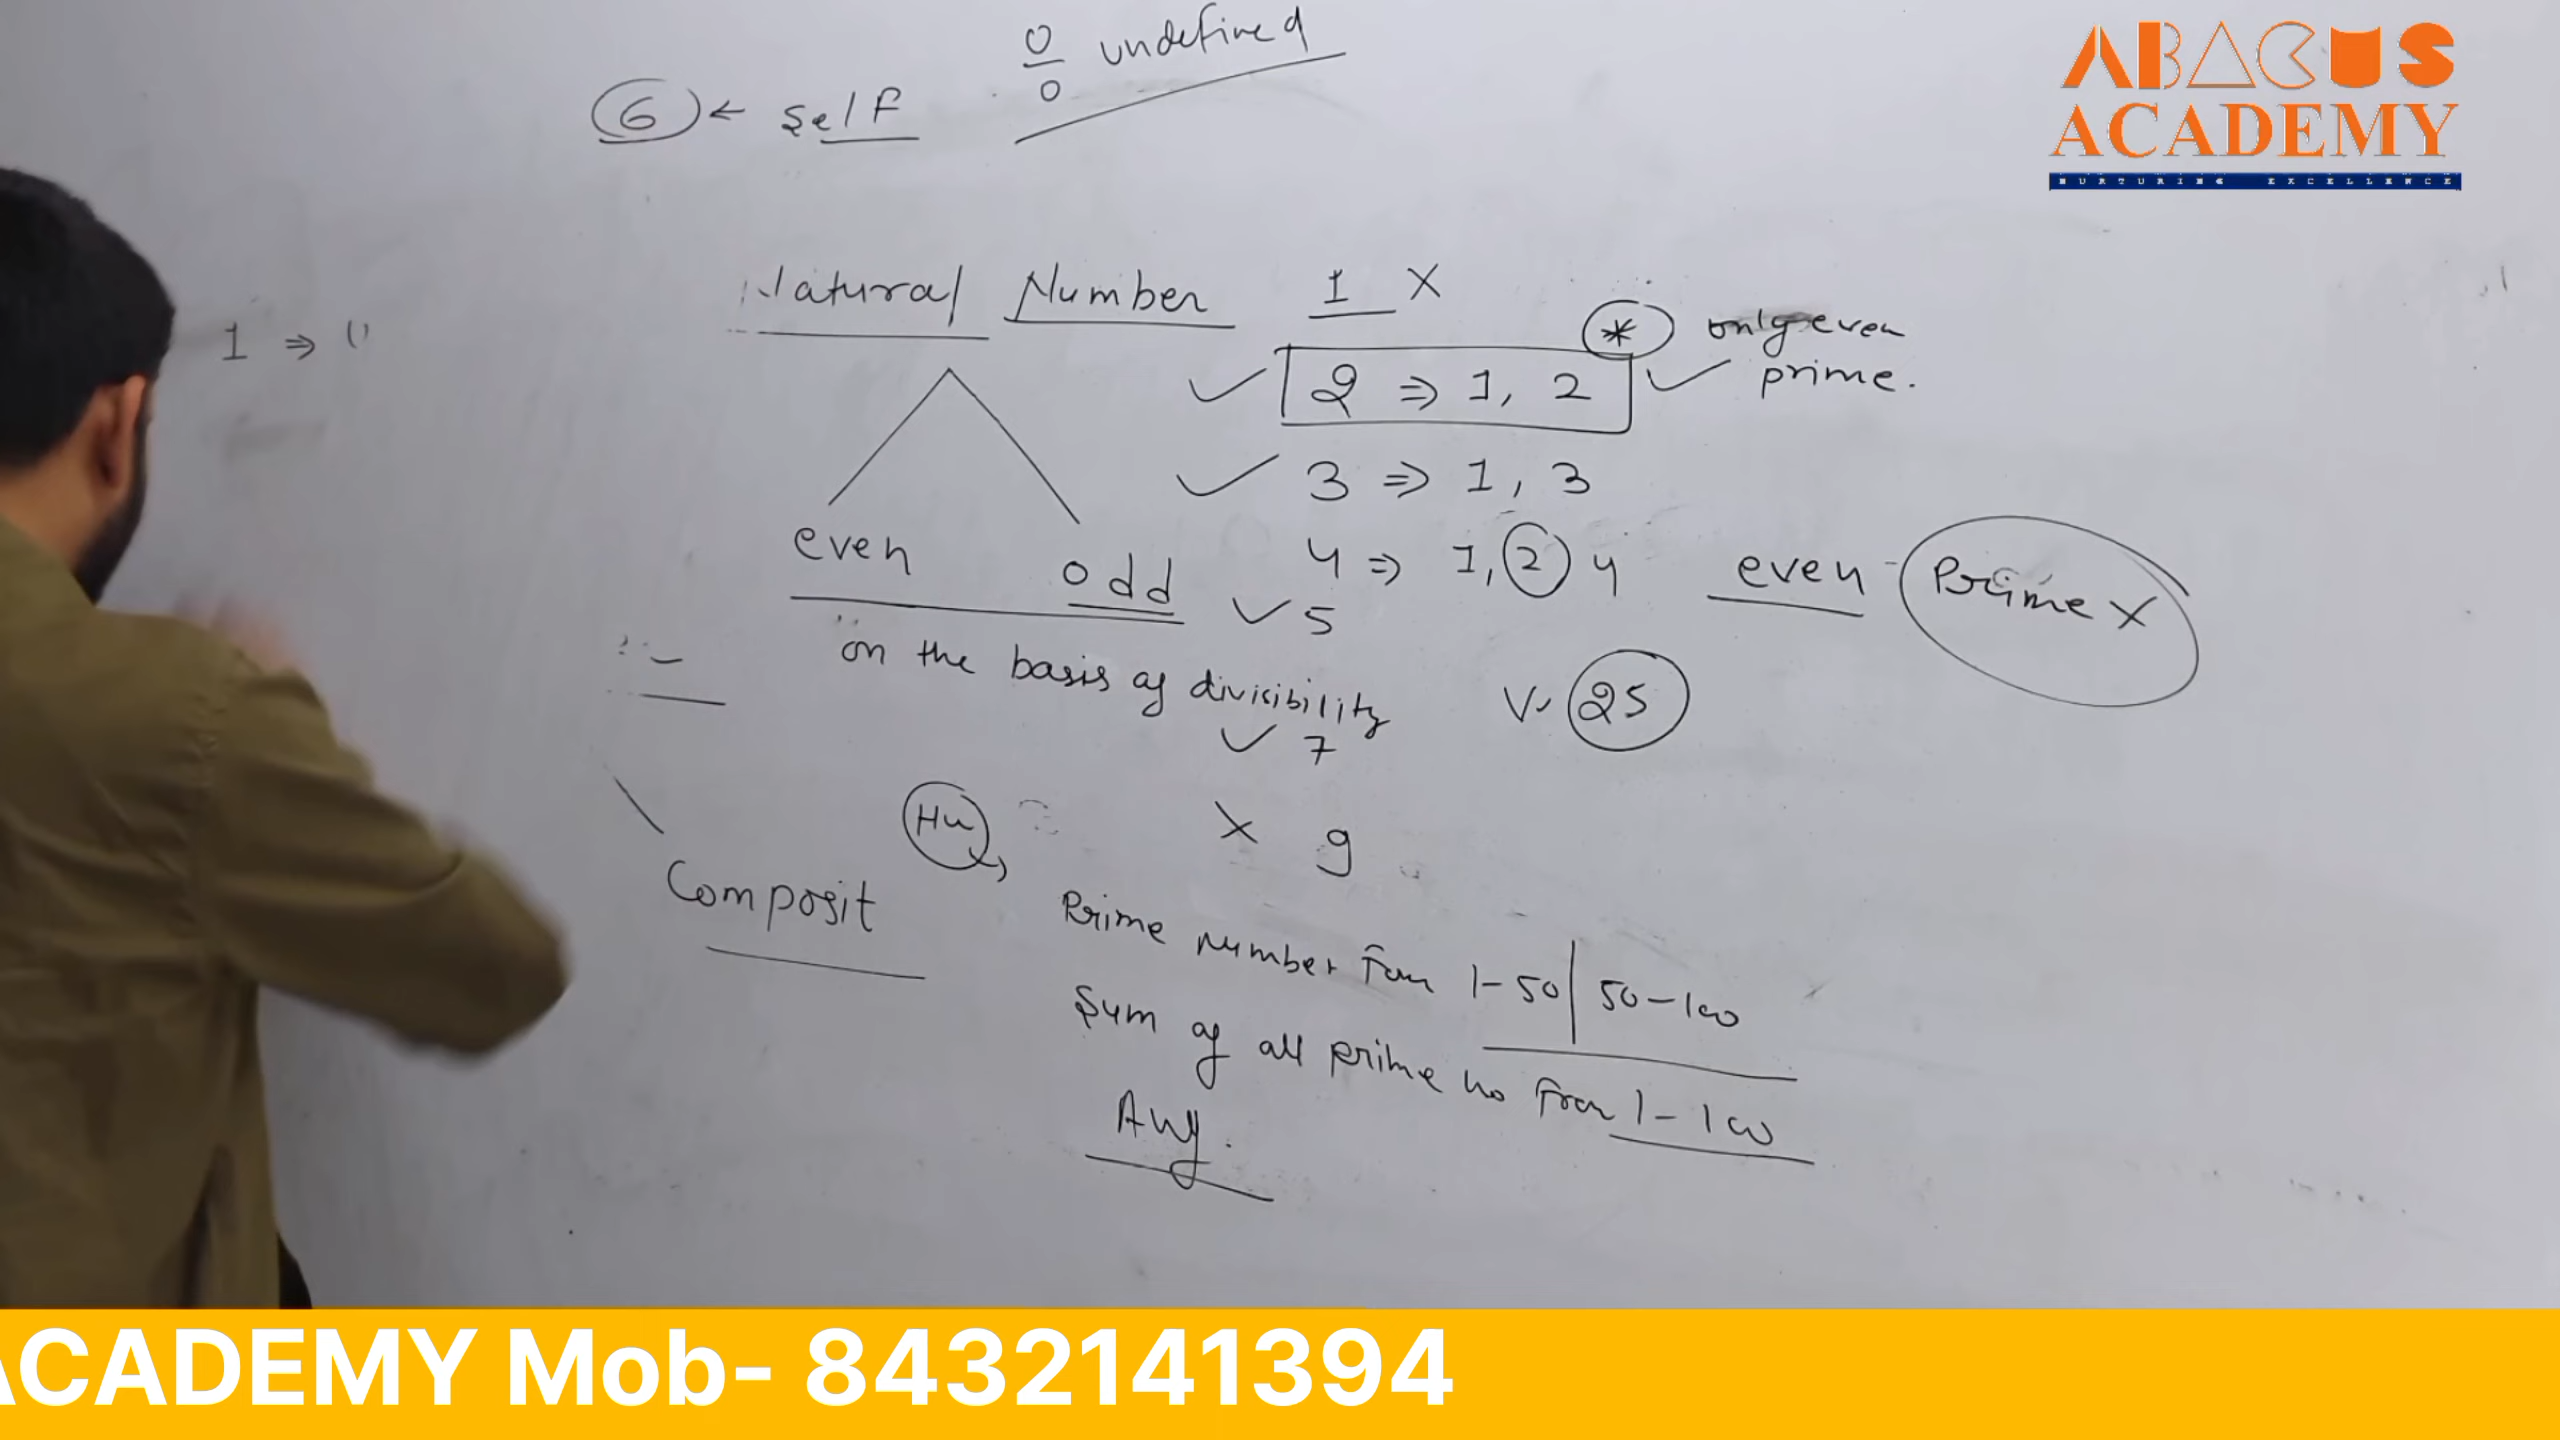 0/0 undefined
6 ← self
ABACUS
ACADEMY
NURTURING EXCELLENCE
Natural Number
1 X
* only even
prime.
1 ⇒
✓ 2 ⇒ 1, 2 ✓
✓ 3 ⇒ 1, 3
4 ⇒ 1, 2 4 even Prime X
even odd
✓ 5
on the basis of divisibility
25
✓ 7
X 9
Composit
Prime number 1-50 | 50-100
Sum of all prime no From 1-100
ACADEMY Mob- 8432141394